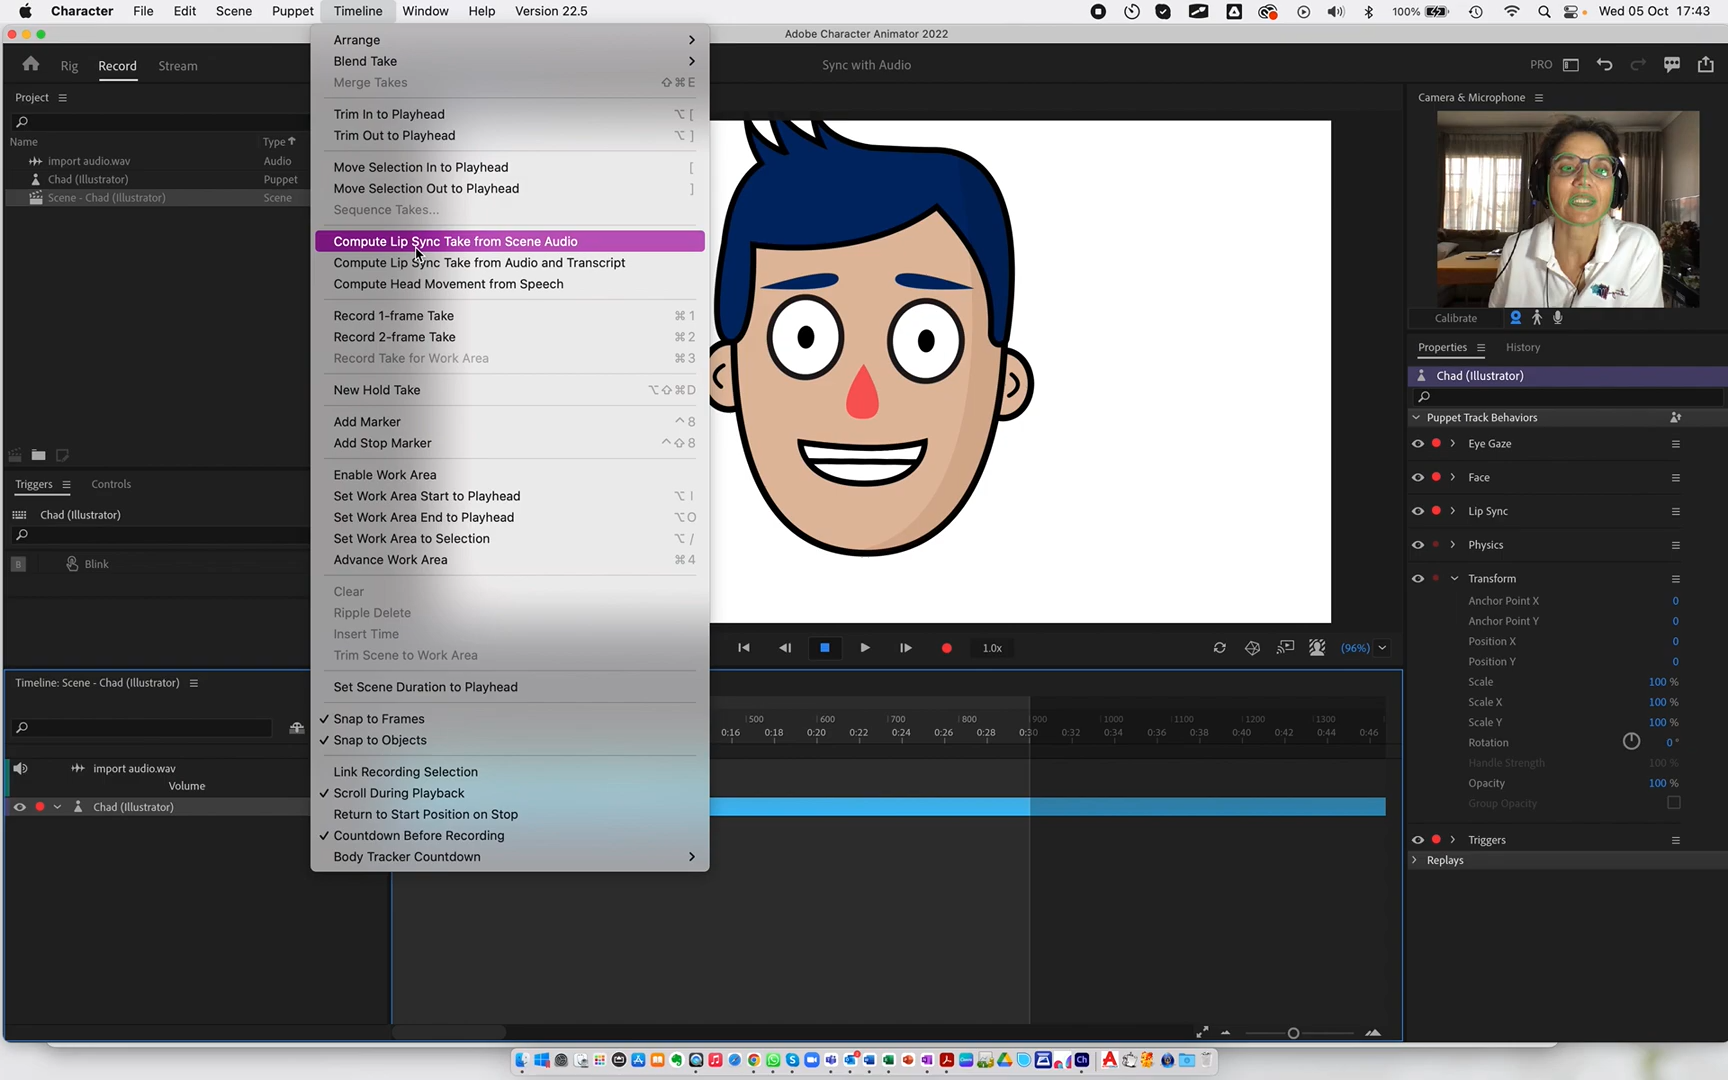 Character File Edit Scene Puppet Timeline Window Help Version 22.5 100% Wed 05 Oct 17:43
Adobe Character Animator 2022
Rig Record Stream
Sync with Audio
PRO
Project
Name Type
import audio.wav Audio
Chad (Illustrator) Puppet
Scene - Chad (Illustrator) Scene
Triggers Controls
Chad (Illustrator)
B Blink
Arrange
Blend Take
Merge Takes ⇧⌘E
Trim In to Playhead ⌥ [
Trim Out to Playhead ⌥ ]
Move Selection In to Playhead [
Move Selection Out to Playhead ]
Sequence Takes...
Compute Lip Sync Take from Scene Audio
Compute Lip Sync Take from Audio and Transcript
Compute Head Movement from Speech
Record 1-frame Take ⌘1
Record 2-frame Take ⌘2
Record Take for Work Area ⌘3
New Hold Take ⌥⇧⌘D
Add Marker ^8
Add Stop Marker ^⇧8
Enable Work Area
Set Work Area Start to Playhead ⌥I
Set Work Area End to Playhead ⌥O
Set Work Area to Selection ⌥/
Advance Work Area ⌘4
Clear
Ripple Delete
Insert Time
Trim Scene to Work Area
Set Scene Duration to Playhead
✓ Snap to Frames
✓ Snap to Objects
Link Recording Selection
✓ Scroll During Playback
Return to Start Position on Stop
✓ Countdown Before Recording
Body Tracker Countdown
1.0x (96%)
Camera & Microphone
Calibrate
Properties History
Chad (Illustrator)
Puppet Track Behaviors
Eye Gaze
Face
Lip Sync
Physics
Transform
Anchor Point X 0
Anchor Point Y 0
Position X 0
Position Y 0
Scale 100 %
Scale X 100 %
Scale Y 100 %
Rotation 0 °
Handle Strength 100 %
Opacity 100 %
Group Opacity
Triggers
Replays
Timeline: Scene - Chad (Illustrator)
500 600 700 800 900 1000 1100 1200 1300
0:16 0:18 0:20 0:22 0:24 0:26 0:28 0:30 0:32 0:34 0:36 0:38 0:40 0:42 0:44 0:46
import audio.wav
Volume
Chad (Illustrator)
Ch